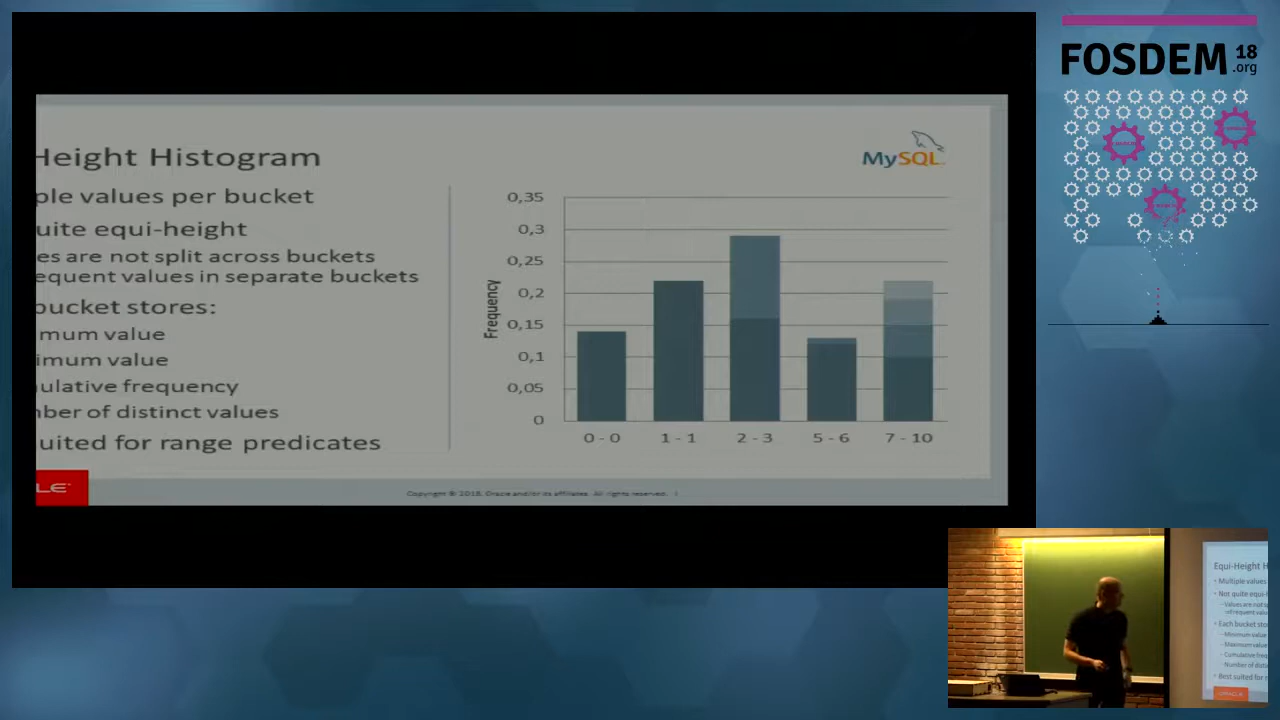 FOSDEM 18
.org
Height Histogram
ple values per bucket
uite equi-height
es are not split across buckets
equent values in separate buckets
bucket stores:
mum value
imum value
ulative frequency
ber of distinct values
uited for range predicates
MySQL
Frequency
0,35
0,3
0,25
0,2
0,15
0,1
0,05
0
0 - 0
1 - 1
2 - 3
5 - 6
7 - 10
LE
Copyright © 2018, Oracle and/or its affiliates. All rights reserved. |
Equi-Height H
• Multiple values
• Not quite equi-h
– Values are not sp
Each bucket sto
– Minimum value
– Maximum value
– Cumulative freq
– Number of dist
Best suited for r
ORACLE